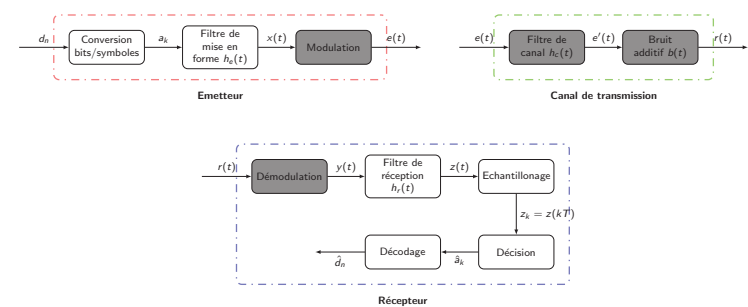 d_n
Conversion
bits/symboles
a_k
Filtre de
mise en
forme h_e(t)
x(t)
Modulation
e(t)
Emetteur
e(t)
Filtre de
canal h_c(t)
e'(t)
Bruit
additif b(t)
r(t)
Canal de transmission
r(t)
Démodulation
y(t)
Filtre de
réception
h_r(t)
z(t)
Echantillonage
z_k = z(kT)
Décision
â_k
Décodage
d̂_n
Récepteur